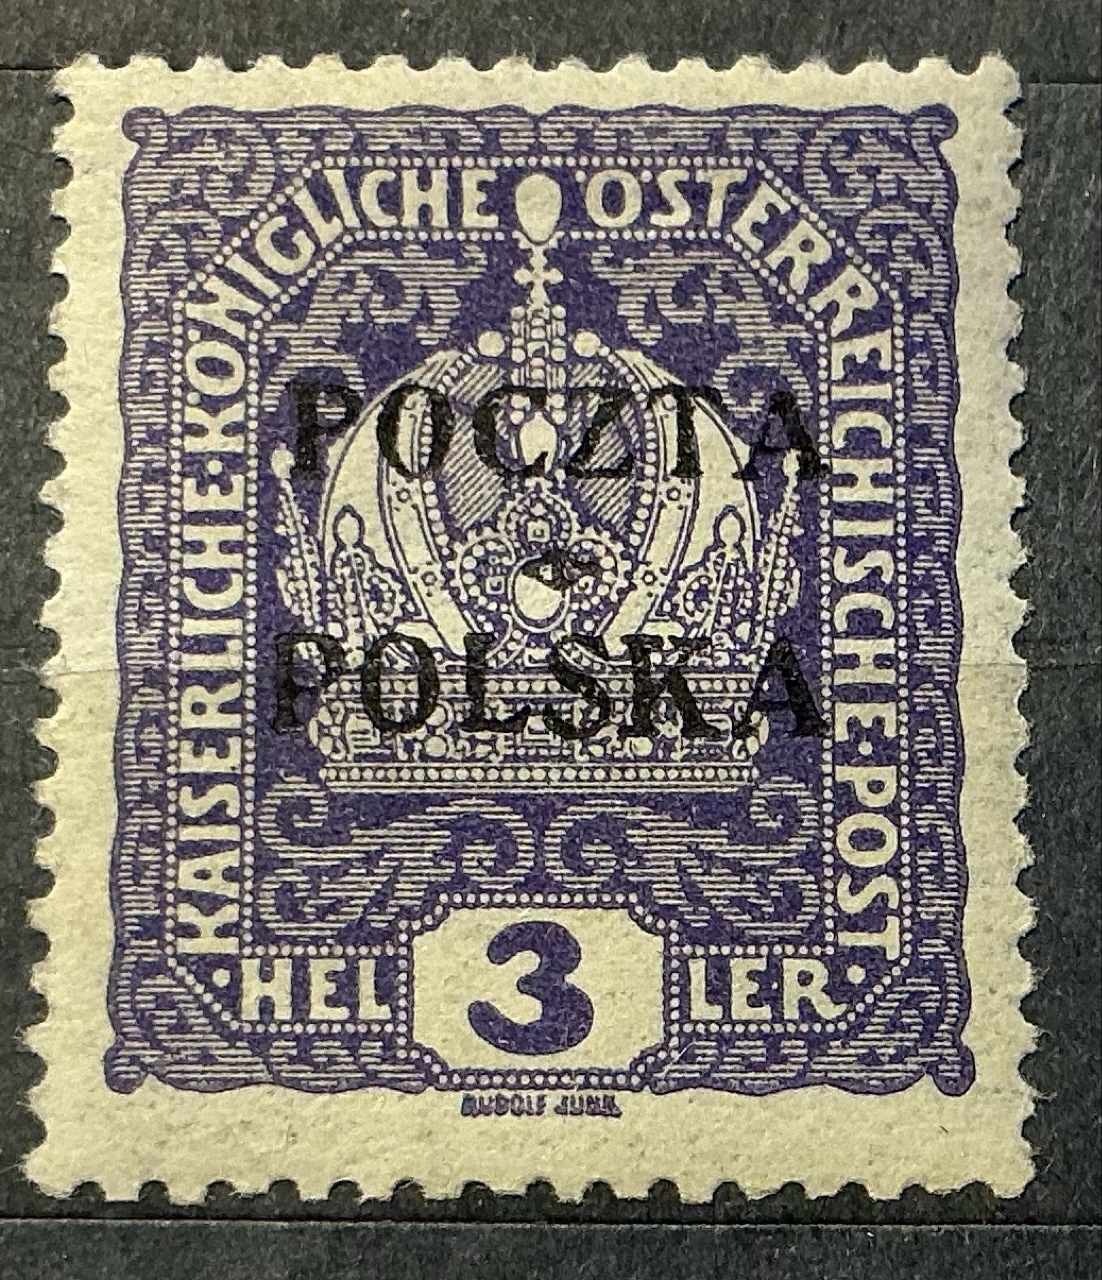 KAISERLICHE·KÖNIGLICHE ÖSTERREICHISCHE·POST
POCZTA
POLSKA
·HEL 3 LER·
RUDOLF JUNK